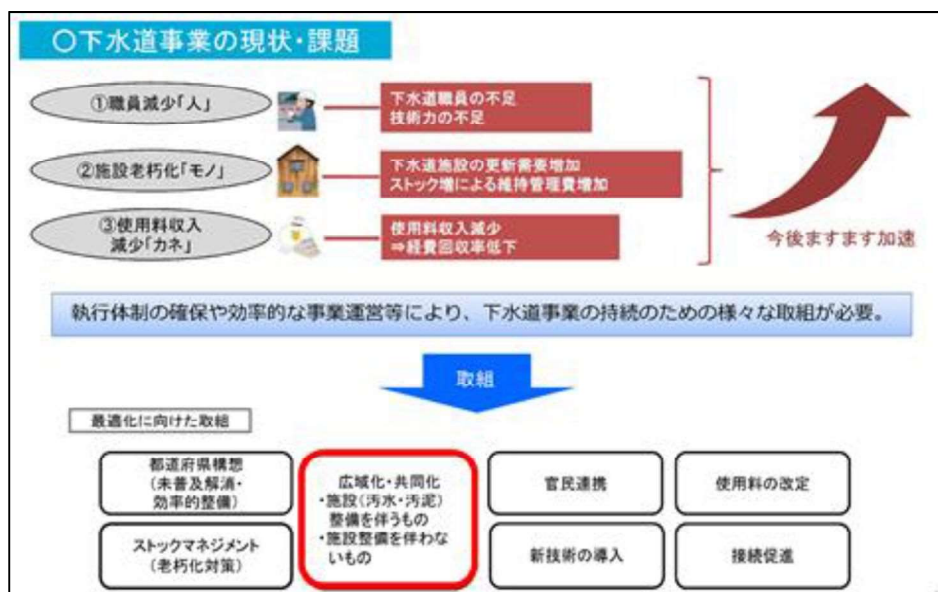 〇下水道事業の現状・課題
①職員減少「人」
下水道職員の不足
技術力の不足
②施設老朽化「モノ」
下水道施設の更新需要増加
ストック増による維持管理費増加
③使用料収入
減少「カネ」
使用料収入減少
⇒経費回収率低下
今後ますます加速
執行体制の確保や効率的な事業運営等により、下水道事業の持続のための様々な取組が必要。
取組
最適化に向けた取組
都道府県構想
(未普及解消・
効率的整備)
広域化・共同化
・施設(汚水・汚泥)
整備を伴うもの
・施設整備を伴わな
いもの
官民連携
使用料の改定
ストックマネジメント
(老朽化対策)
新技術の導入
接続促進